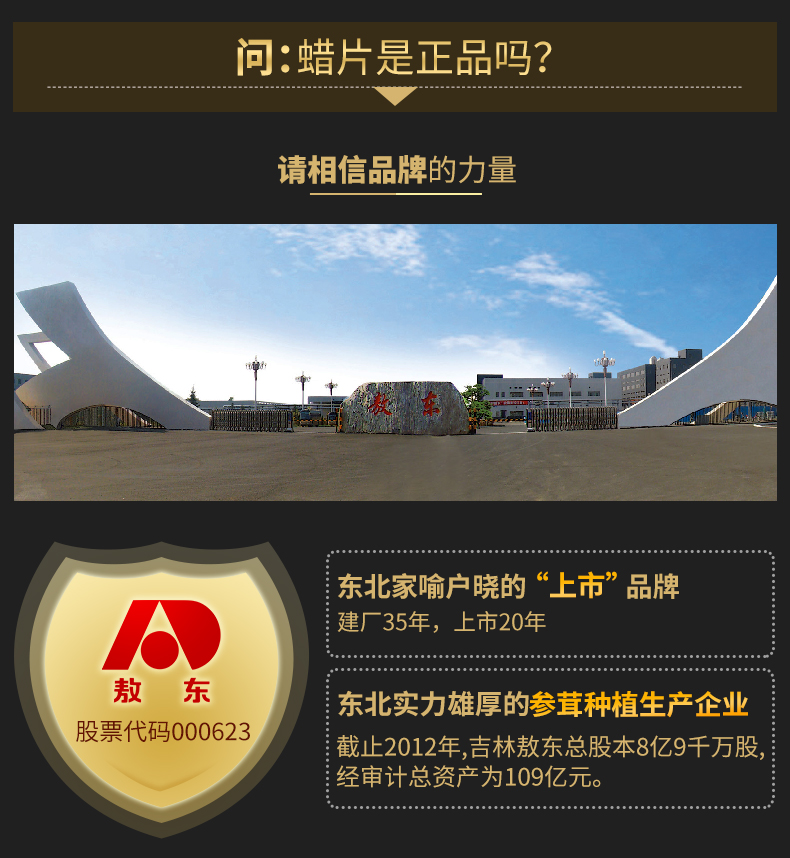 问：蜡片是正品吗？
请相信品牌的力量
敖东
敖东
股票代码000623
东北家喻户晓的“上市”品牌
建厂35年，上市20年
东北实力雄厚的参茸种植生产企业
截止2012年,吉林敖东总股本8亿9千万股,
经审计总资产为109亿元。